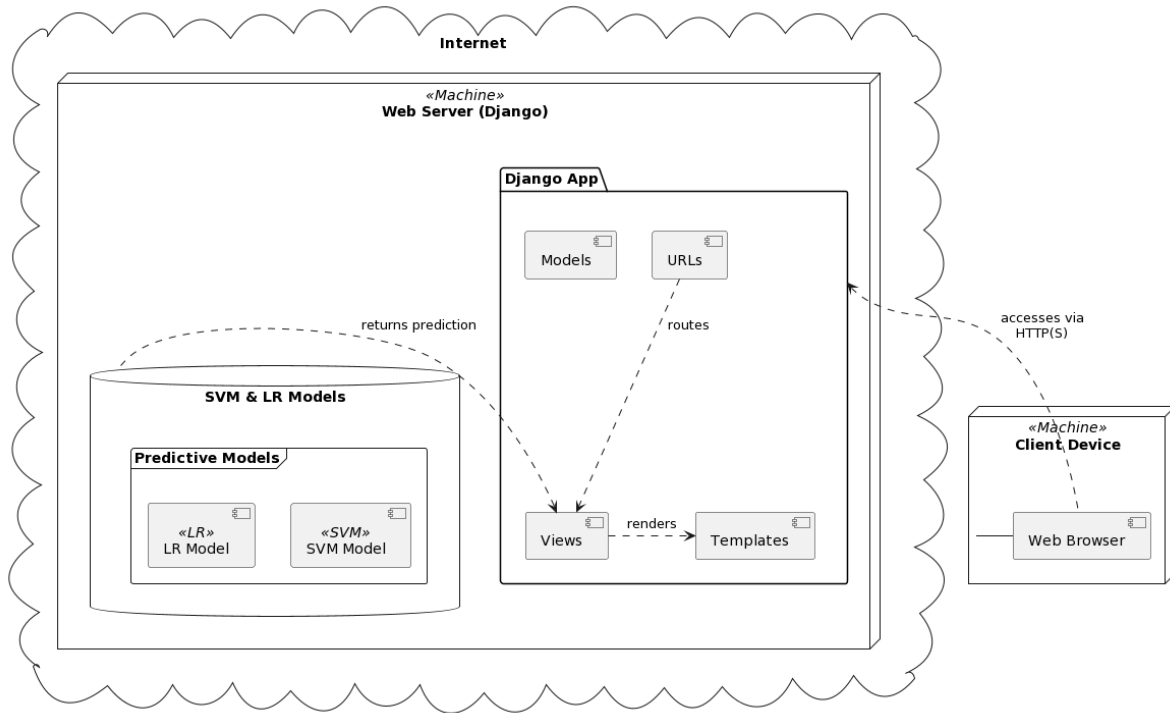 Internet
«Machine»
Web Server (Django)
Django App
Models
URLs
returns prediction
routes
accesses via
HTTP(S)
SVM & LR Models
«Machine»
Client Device
Predictive Models
«LR»
LR Model
«SVM»
SVM Model
Views
renders
Templates
Web Browser